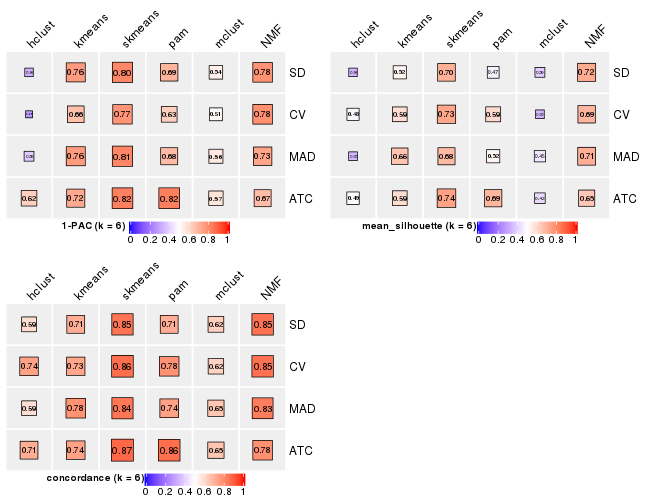 hclust kmeans skmeans pam mclust NMF
0.76 0.80 0.69 0.54 0.78 SD
0.66 0.77 0.63 0.51 0.78 CV
0.76 0.81 0.68 0.56 0.73 MAD
0.62 0.72 0.82 0.82 0.57 0.67 ATC
1-PAC (k = 6)
0 0.2 0.4 0.6 0.8 1
hclust kmeans skmeans pam mclust NMF
0.52 0.70 0.47 0.72 SD
0.48 0.59 0.73 0.59 0.69 CV
0.66 0.68 0.52 0.45 0.71 MAD
0.49 0.59 0.74 0.69 0.43 0.65 ATC
mean_silhouette (k = 6)
0 0.2 0.4 0.6 0.8 1
hclust kmeans skmeans pam mclust NMF
0.59 0.71 0.85 0.71 0.62 0.85 SD
0.74 0.73 0.86 0.78 0.62 0.85 CV
0.59 0.78 0.84 0.74 0.65 0.83 MAD
0.71 0.74 0.87 0.86 0.65 0.78 ATC
concordance (k = 6)
0 0.2 0.4 0.6 0.8 1